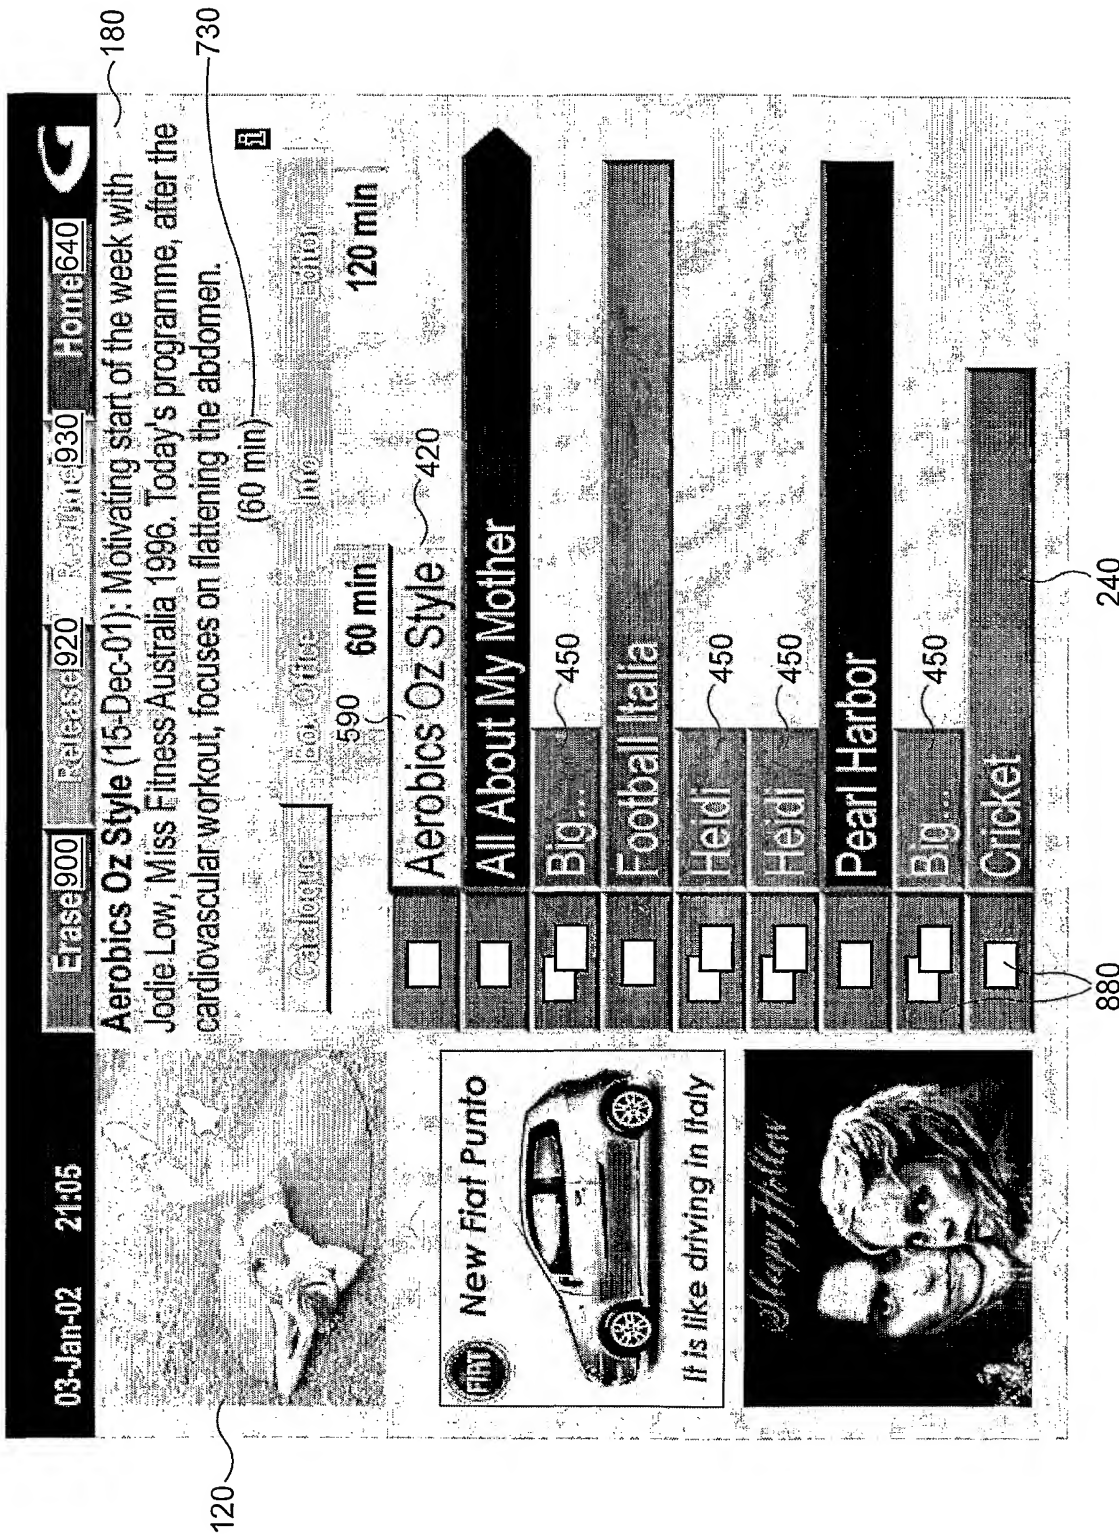 03-Jan-02 21:05 Erase 900 Release 920 Resume 930 Home 640
Aerobics Oz Style (15-Dec-01): Motivating start of the week with
Jodie Low, Miss Fitness Australia 1996. Today's programme, after the
cardiovascular workout, focuses on flattening the abdomen.
(60 min)
180
730
120
Catalogue Box Office Info Editor
i
590
60 min
120 min
Aerobics Oz Style
420
All About My Mother
Big...
450
Football Italia
Heidi
450
Heidi
450
Pearl Harbor
Big...
450
Cricket
880
240
FIAT
New Fiat Punto
It is like driving in Italy
Sleepy Hollow